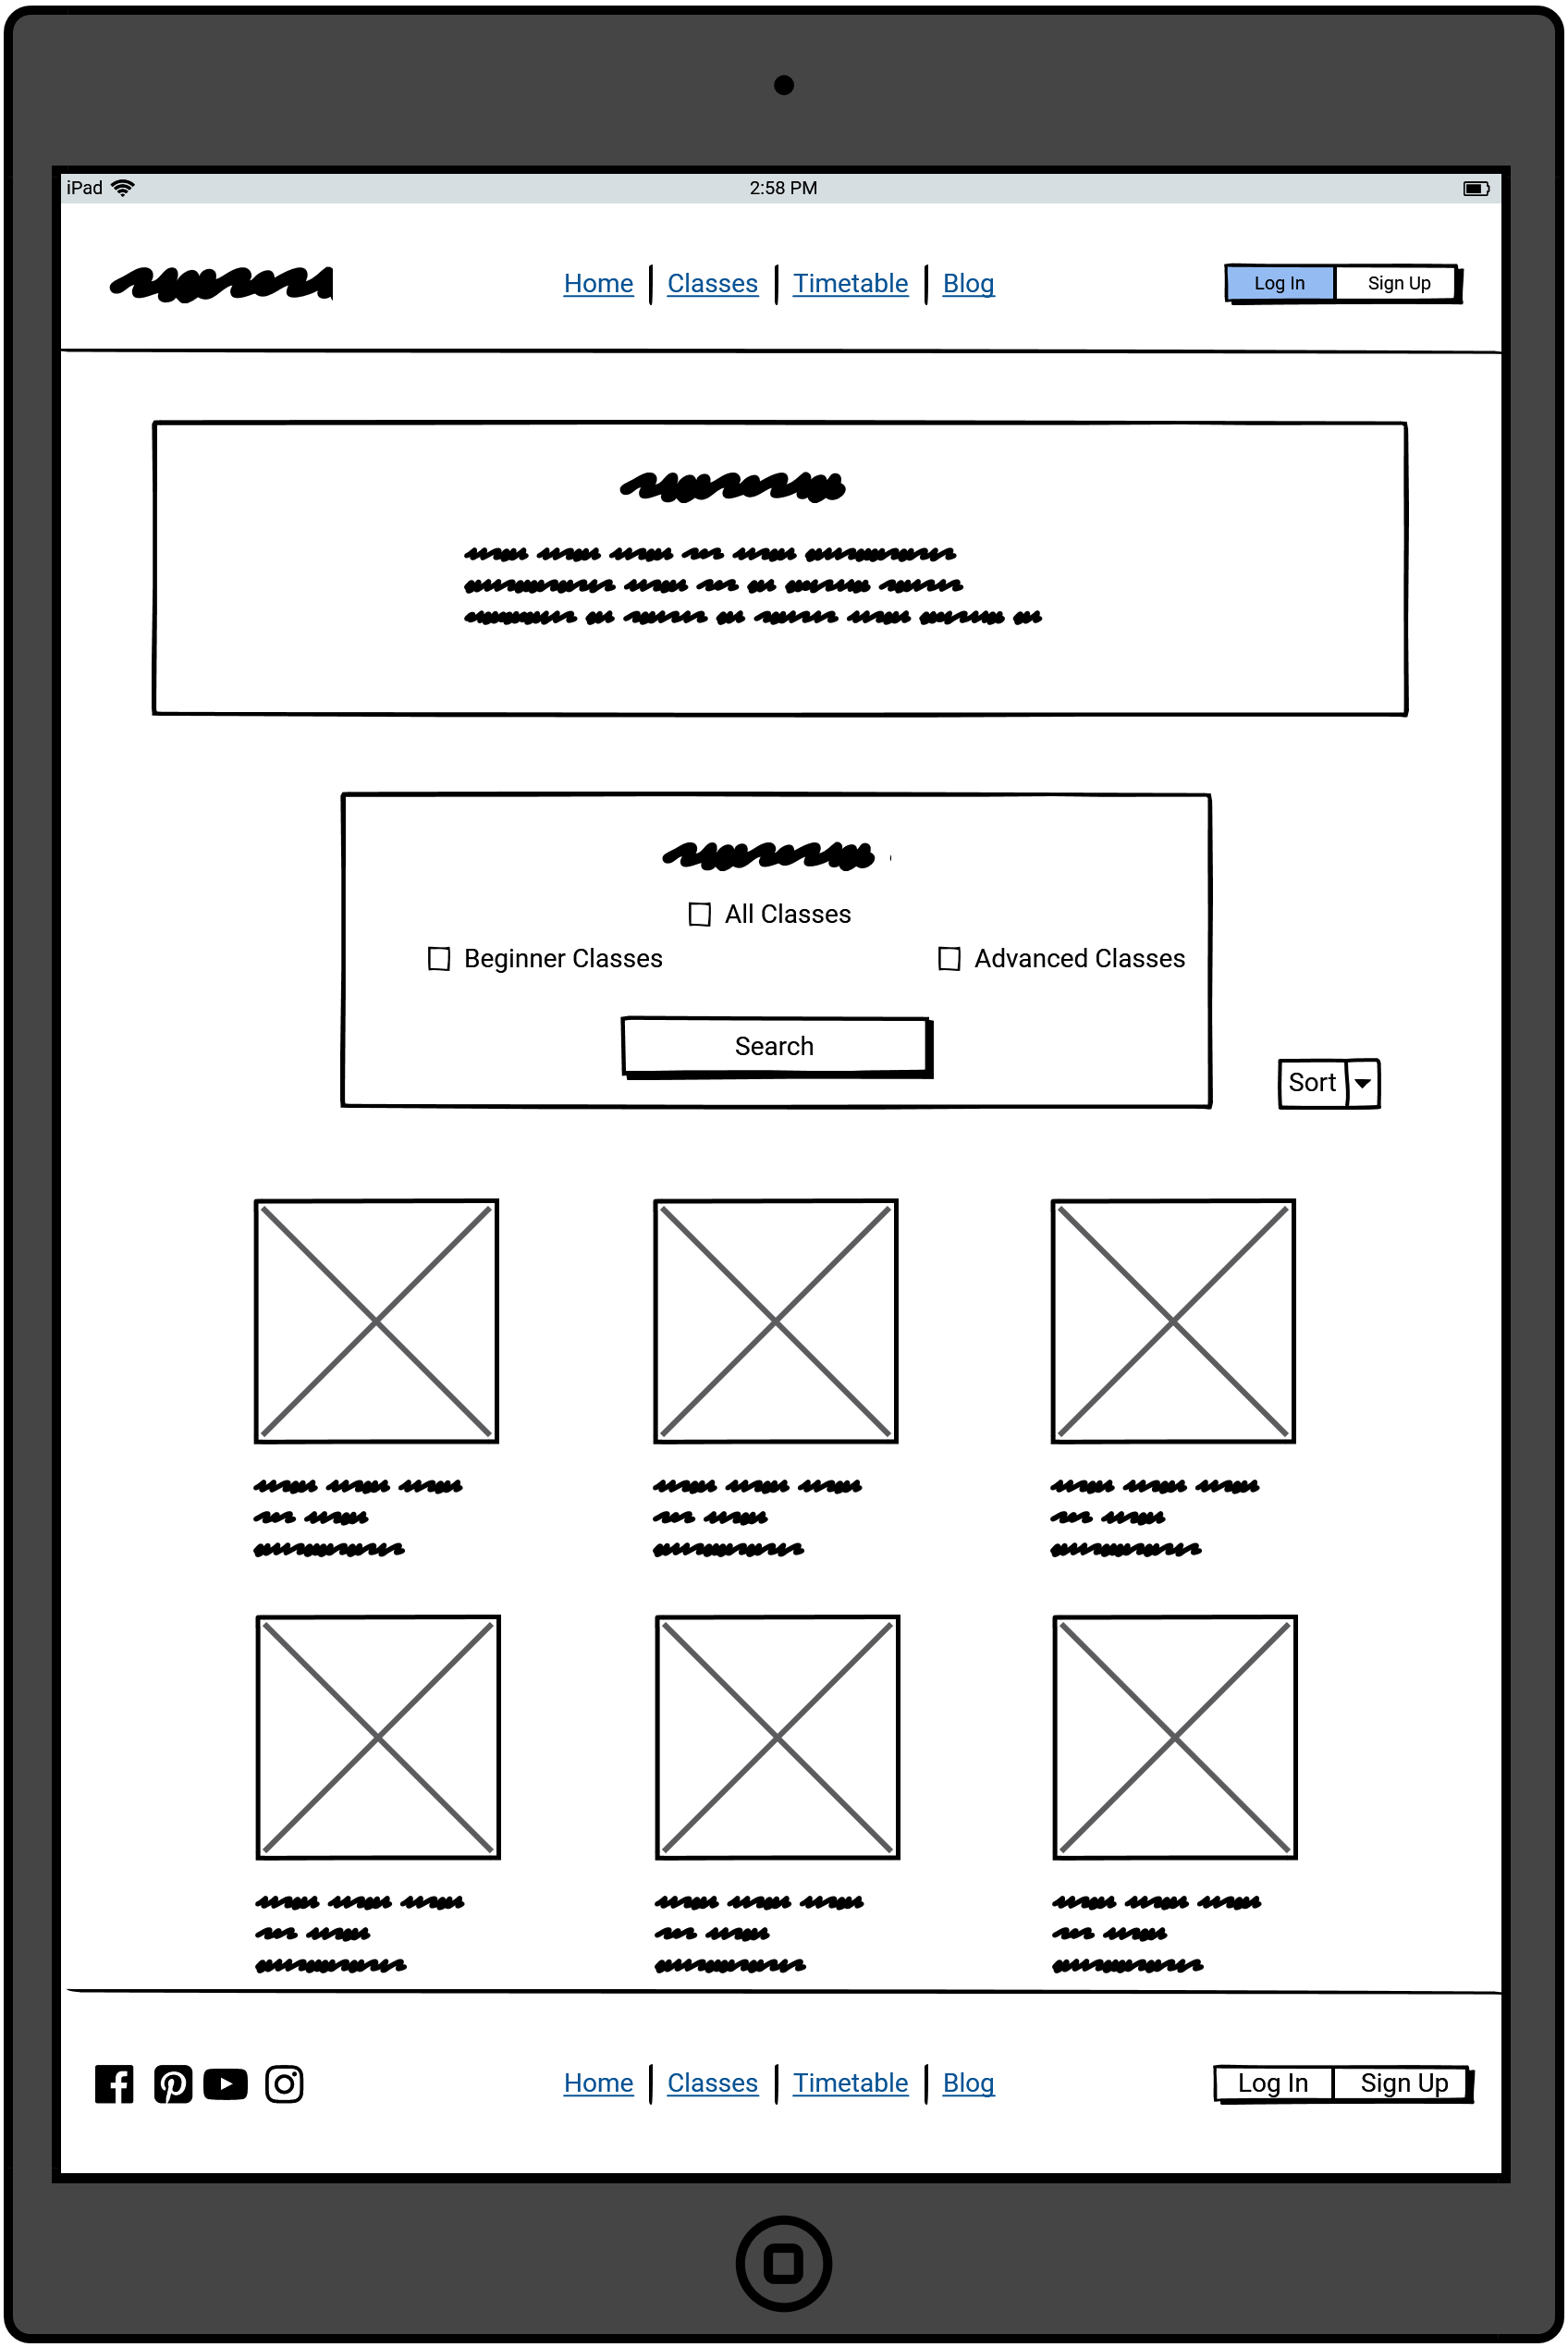 iPad 2:58 PM
Home Classes Timetable Blog Log In Sign Up
All Classes
Beginner Classes Advanced Classes
Search
Sort
Home Classes Timetable Blog Log In Sign Up